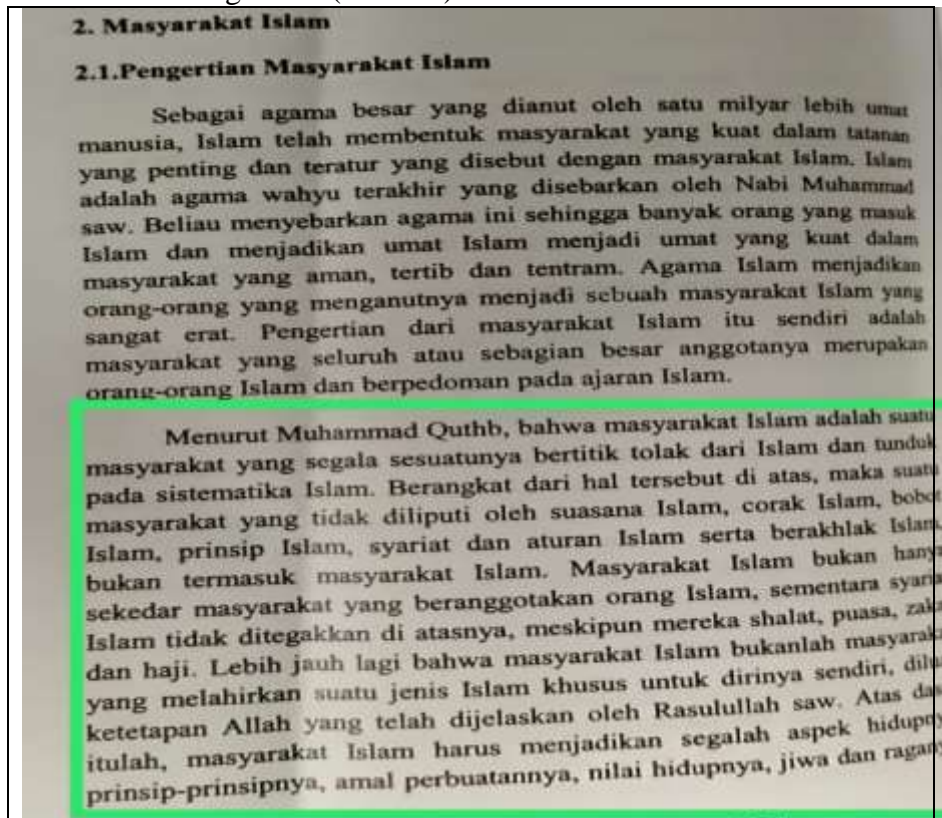 2. Masyarakat Islam
2.1.Pengertian Masyarakat Islam
Sebagai agama besar yang dianut oleh satu milyar lebih umat
manusia, Islam telah membentuk masyarakat yang kuat dalam tatanan
yang penting dan teratur yang disebut dengan masyarakat Islam. Islam
adalah agama wahyu terakhir yang disebarkan oleh Nabi Muhammad
saw. Beliau menyebarkan agama ini sehingga banyak orang yang masuk
Islam dan menjadikan umat Islam menjadi umat yang kuat dalam
masyarakat yang aman, tertib dan tentram. Agama Islam menjadikan
orang-orang yang menganutnya menjadi sebuah masyarakat Islam yang
sangat erat. Pengertian dari masyarakat Islam itu sendiri adalah
masyarakat yang seluruh atau sebagian besar anggotanya merupakan
orang-orang Islam dan berpedoman pada ajaran Islam.
Menurut Muhammad Quthb, bahwa masyarakat Islam adalah suatu
masyarakat yang segala sesuatunya bertitik tolak dari Islam dan tunduk
pada sistematika Islam. Berangkat dari hal tersebut di atas, maka suatu
masyarakat yang tidak diliputi oleh suasana Islam, corak Islam,
Islam, prinsip Islam, syariat dan aturan Islam serta berakhlak
bukan termasuk masyarakat Islam. Masyarakat Islam bukan
sekedar masyarakat yang beranggotakan orang Islam, sementara
Islam tidak ditegakkan di atasnya, meskipun mereka shalat, puasa,
dan haji. Lebih jauh lagi bahwa masyarakat Islam bukanlah
yang melahirkan suatu jenis Islam khusus untuk dirinya sendiri,
ketetapan Allah yang telah dijelaskan oleh Rasulullah saw. Atas
itulah, masyarakat Islam harus menjadikan segalah aspek
prinsip-prinsipnya, amal perbuatannya, nilai hidupnya, jiwa dan